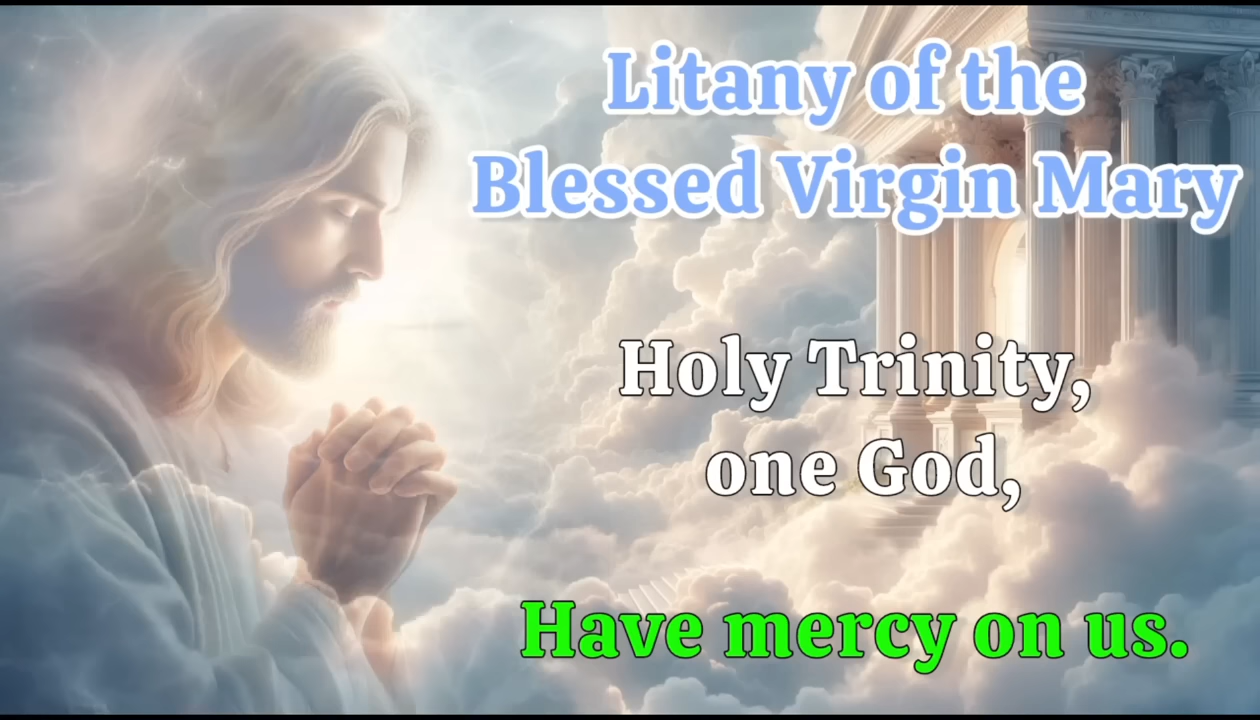 Litany of the
Blessed Virgin Mary
Holy Trinity,
one God,
Have mercy on us.